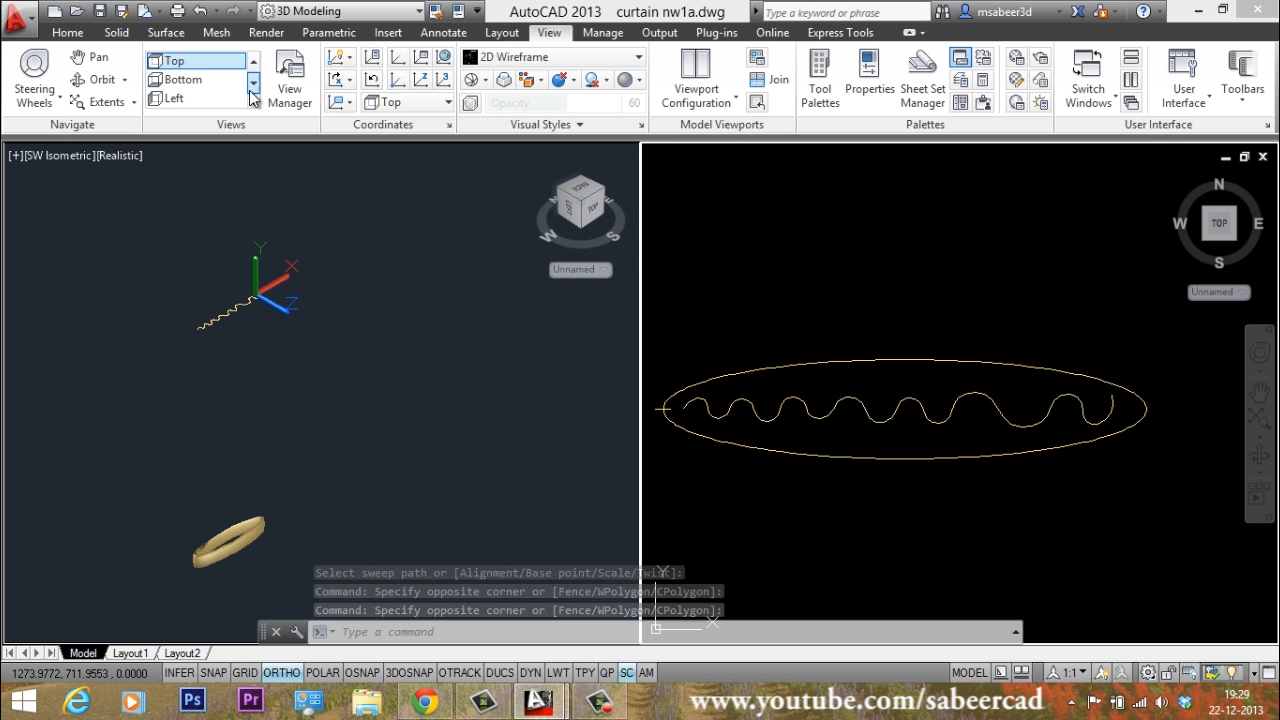 3D Modeling
AutoCAD 2013 curtain nw1a.dwg
Type a keyword or phrase
msabeer3d
Home Solid Surface Mesh Render Parametric Insert Annotate Layout View Manage Output Plug-ins Online Express Tools
Pan
Orbit
Extents
Steering
Wheels
Navigate
Top
Bottom
Left
View
Manager
Views
Top
Coordinates
2D Wireframe
Opacity 60
Visual Styles
Viewport
Configuration
Join
Model Viewports
Tool
Palettes
Properties
Sheet Set
Manager
Palettes
Switch
Windows
User
Interface
Toolbars
User Interface
[+][SW Isometric][Realistic]
LEFT
TOP
W S
Unnamed
Y
X
Z
N
W TOP E
S
Unnamed
Select sweep path or [Alignment/Base point/Scale/Twist]:
Command: Specify opposite corner or [Fence/WPolygon/CPolygon]:
Command: Specify opposite corner or [Fence/WPolygon/CPolygon]:
Type a command
Model Layout1 Layout2
1273.9772, 711.9553 , 0.0000
INFER SNAP GRID ORTHO POLAR OSNAP 3DOSNAP OTRACK DUCS DYN LWT TPY QP SC AM
MODEL
1:1
Ps
Pr
www.youtube.com/sabeercad
19:29
22-12-2013